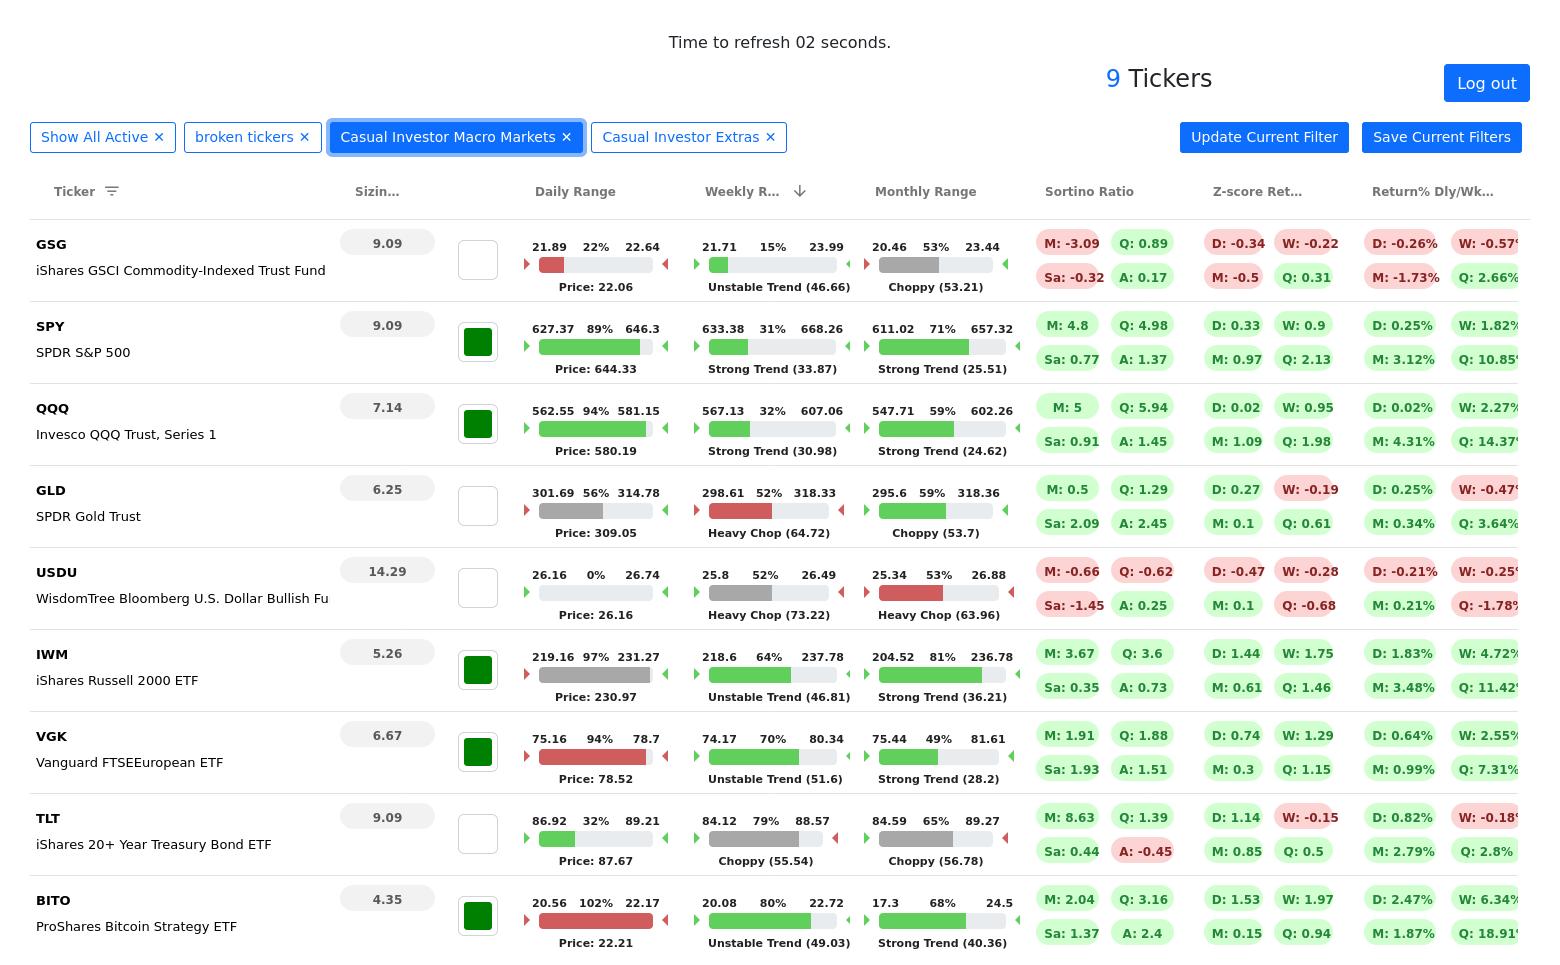 Time to refresh 02 seconds.
9 Tickers
Log out
Show All Active ✕ broken tickers ✕ Casual Investor Macro Markets ✕ Casual Investor Extras ✕ Update Current Filter Save Current Filters
Ticker Sizin… Daily Range Weekly R… Monthly Range Sortino Ratio Z-score Ret… Return% Dly/Wk…
GSG 9.09 21.89 22% 22.64 21.71 15% 23.99 20.46 53% 23.44 M: -3.09 Q: 0.89 D: -0.34 W: -0.22 D: -0.26% W: -0.57%
iShares GSCI Commodity-Indexed Trust Fund Price: 22.06 Unstable Trend (46.66) Choppy (53.21) Sa: -0.32 A: 0.17 M: -0.5 Q: 0.31 M: -1.73% Q: 2.66%
SPY 9.09 627.37 89% 646.3 633.38 31% 668.26 611.02 71% 657.32 M: 4.8 Q: 4.98 D: 0.33 W: 0.9 D: 0.25% W: 1.82%
SPDR S&P 500 Price: 644.33 Strong Trend (33.87) Strong Trend (25.51) Sa: 0.77 A: 1.37 M: 0.97 Q: 2.13 M: 3.12% Q: 10.85%
QQQ 7.14 562.55 94% 581.15 567.13 32% 607.06 547.71 59% 602.26 M: 5 Q: 5.94 D: 0.02 W: 0.95 D: 0.02% W: 2.27%
Invesco QQQ Trust, Series 1 Price: 580.19 Strong Trend (30.98) Strong Trend (24.62) Sa: 0.91 A: 1.45 M: 1.09 Q: 1.98 M: 4.31% Q: 14.37%
GLD 6.25 301.69 56% 314.78 298.61 52% 318.33 295.6 59% 318.36 M: 0.5 Q: 1.29 D: 0.27 W: -0.19 D: 0.25% W: -0.47%
SPDR Gold Trust Price: 309.05 Heavy Chop (64.72) Choppy (53.7) Sa: 2.09 A: 2.45 M: 0.1 Q: 0.61 M: 0.34% Q: 3.64%
USDU 14.29 26.16 0% 26.74 25.8 52% 26.49 25.34 53% 26.88 M: -0.66 Q: -0.62 D: -0.47 W: -0.28 D: -0.21% W: -0.25%
WisdomTree Bloomberg U.S. Dollar Bullish Fu Price: 26.16 Heavy Chop (73.22) Heavy Chop (63.96) Sa: -1.45 A: 0.25 M: 0.1 Q: -0.68 M: 0.21% Q: -1.78%
IWM 5.26 219.16 97% 231.27 218.6 64% 237.78 204.52 81% 236.78 M: 3.67 Q: 3.6 D: 1.44 W: 1.75 D: 1.83% W: 4.72%
iShares Russell 2000 ETF Price: 230.97 Unstable Trend (46.81) Strong Trend (36.21) Sa: 0.35 A: 0.73 M: 0.61 Q: 1.46 M: 3.48% Q: 11.42%
VGK 6.67 75.16 94% 78.7 74.17 70% 80.34 75.44 49% 81.61 M: 1.91 Q: 1.88 D: 0.74 W: 1.29 D: 0.64% W: 2.55%
Vanguard FTSEEuropean ETF Price: 78.52 Unstable Trend (51.6) Strong Trend (28.2) Sa: 1.93 A: 1.51 M: 0.3 Q: 1.15 M: 0.99% Q: 7.31%
TLT 9.09 86.92 32% 89.21 84.12 79% 88.57 84.59 65% 89.27 M: 8.63 Q: 1.39 D: 1.14 W: -0.15 D: 0.82% W: -0.18%
iShares 20+ Year Treasury Bond ETF Price: 87.67 Choppy (55.54) Choppy (56.78) Sa: 0.44 A: -0.45 M: 0.85 Q: 0.5 M: 2.79% Q: 2.8%
BITO 4.35 20.56 102% 22.17 20.08 80% 22.72 17.3 68% 24.5 M: 2.04 Q: 3.16 D: 1.53 W: 1.97 D: 2.47% W: 6.34%
ProShares Bitcoin Strategy ETF Price: 22.21 Unstable Trend (49.03) Strong Trend (40.36) Sa: 1.37 A: 2.4 M: 0.15 Q: 0.94 M: 1.87% Q: 18.91%